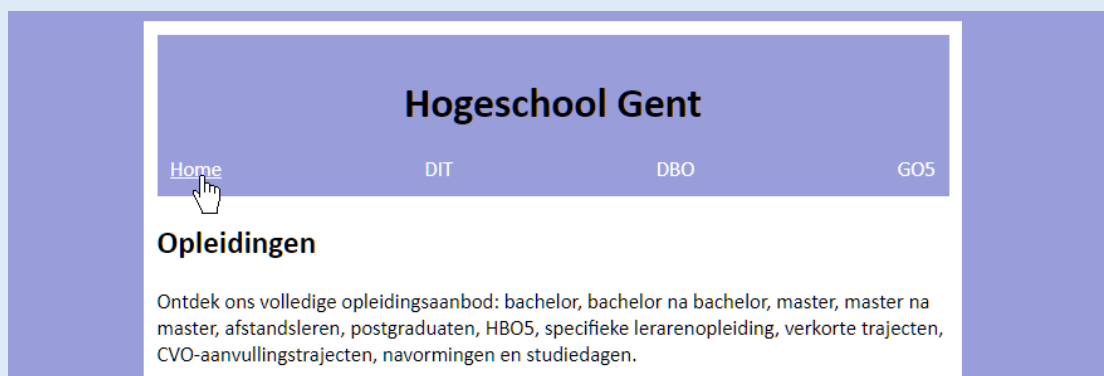 Hogeschool Gent
Home DIT DBO GO5
Opleidingen
Ontdek ons volledige opleidingsaanbod: bachelor, bachelor na bachelor, master, master na
master, afstandsleren, postgraduaten, HBO5, specifieke lerarenopleiding, verkorte trajecten,
CVO-aanvullingstrajecten, navormingen en studiedagen.